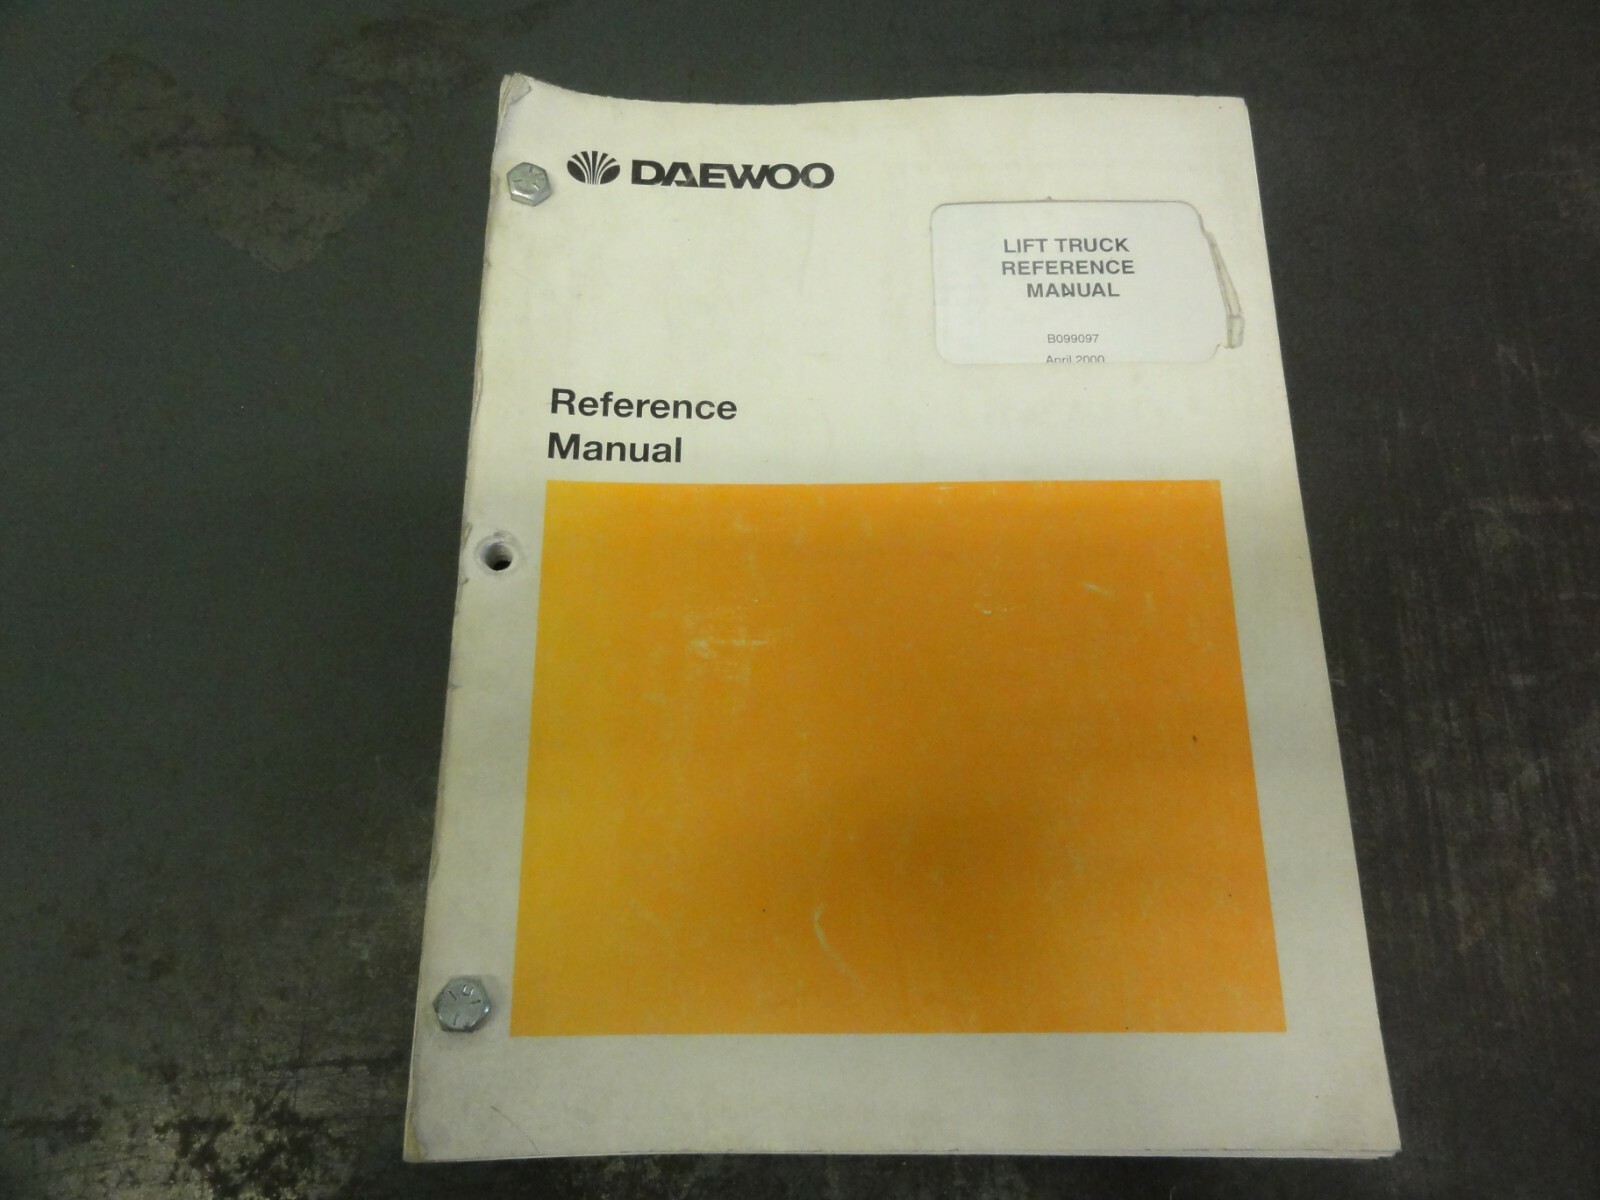 DAEWOO
LIFT TRUCK
REFERENCE
MANUAL
B099097
April 2000
Reference
Manual